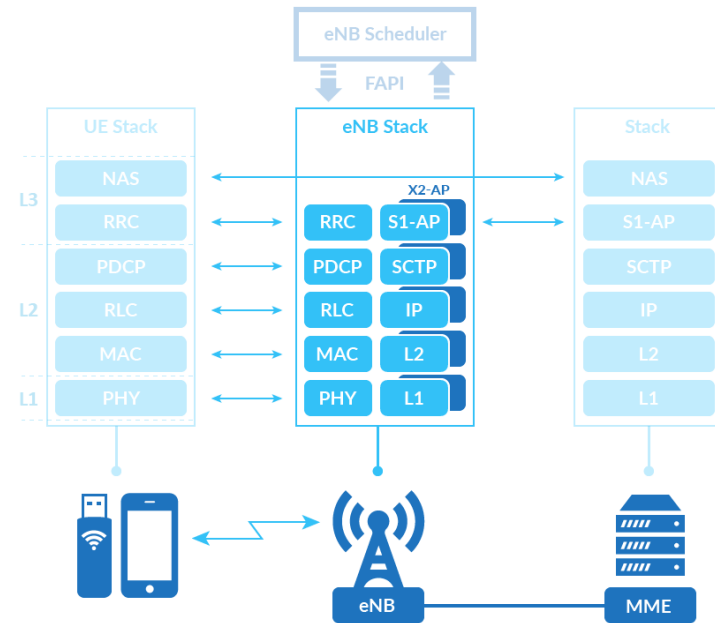 eNB Scheduler
FAPI
UE Stack
eNB Stack
Stack
L3
NAS
NAS
X2-AP
RRC
RRC
S1-AP
S1-AP
L2
PDCP
PDCP
SCTP
SCTP
RLC
RLC
IP
IP
MAC
MAC
L2
L2
L1
PHY
PHY
L1
L1
eNB
MME